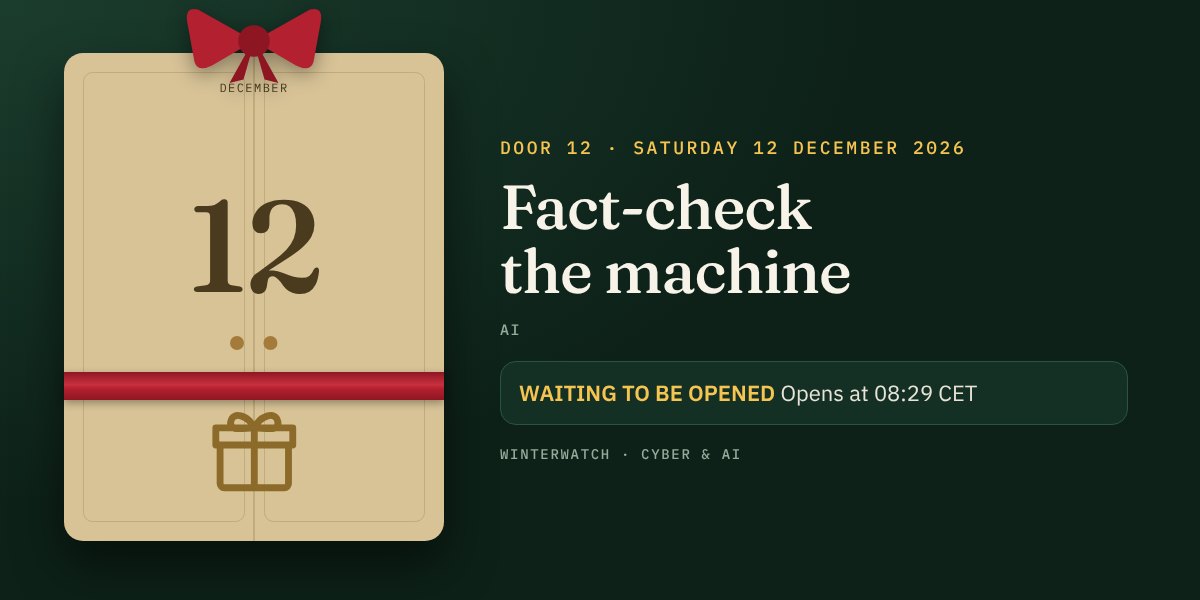 DECEMBER
12
DOOR 12 · SATURDAY 12 DECEMBER 2026
Fact-check
the machine
AI
WAITING TO BE OPENED Opens at 08:29 CET
WINTERWATCH · CYBER & AI